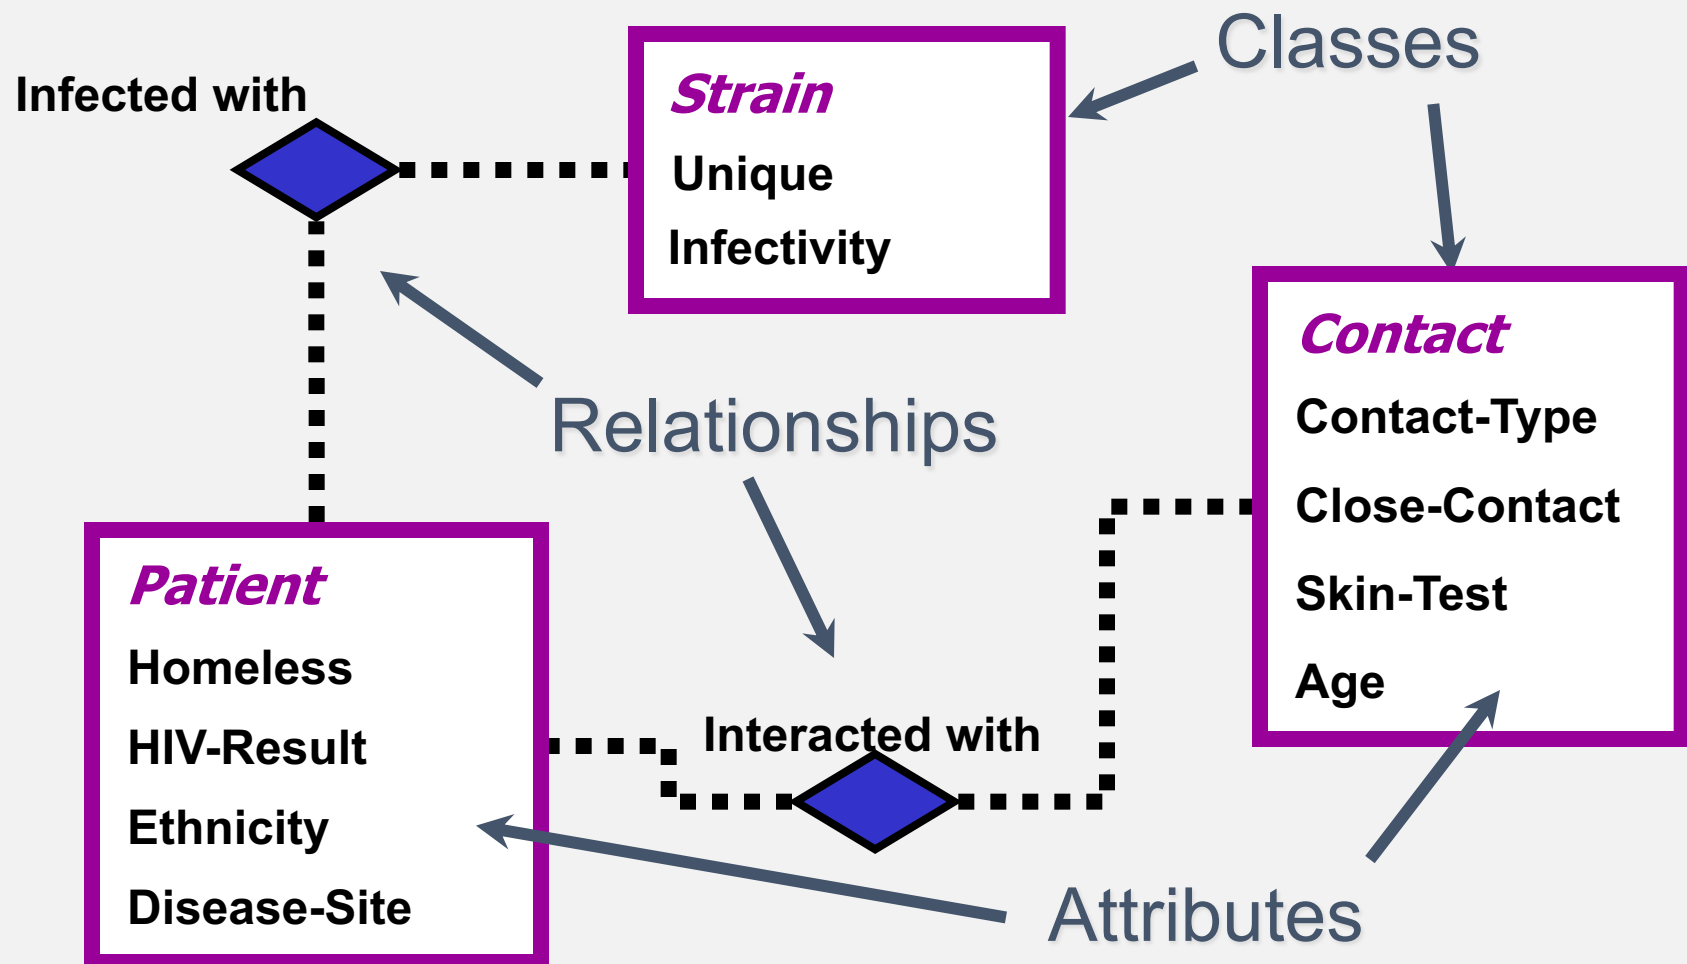 Classes
Infected with
Strain
Unique
Infectivity
Relationships
Contact
Contact-Type
Close-Contact
Skin-Test
Age
Patient
Homeless
HIV-Result
Ethnicity
Disease-Site
Interacted with
Attributes